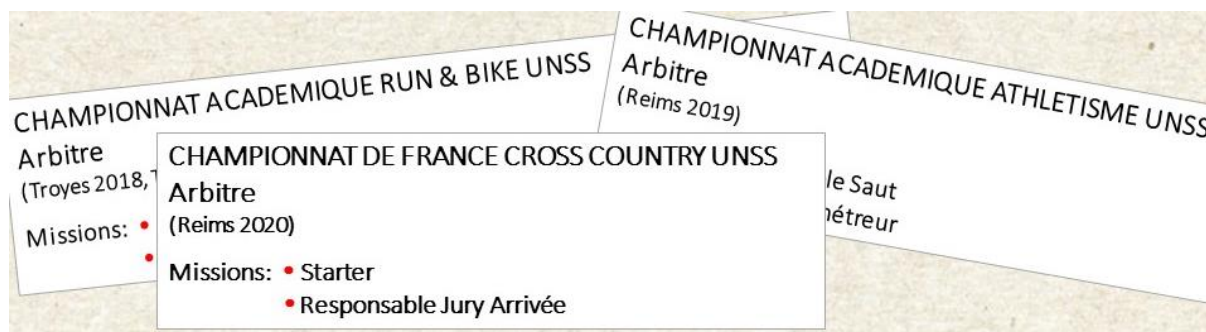 CHAMPIONNAT ACADEMIQUE RUN & BIKE UNSS
Arbitre
(Troyes 2018,
Missions: •
•
CHAMPIONNAT DE FRANCE CROSS COUNTRY UNSS
Arbitre
(Reims 2020)
Missions: • Starter
• Responsable Jury Arrivée
CHAMPIONNAT ACADEMIQUE ATHLETISME UNSS
Arbitre
(Reims 2019)
le Saut